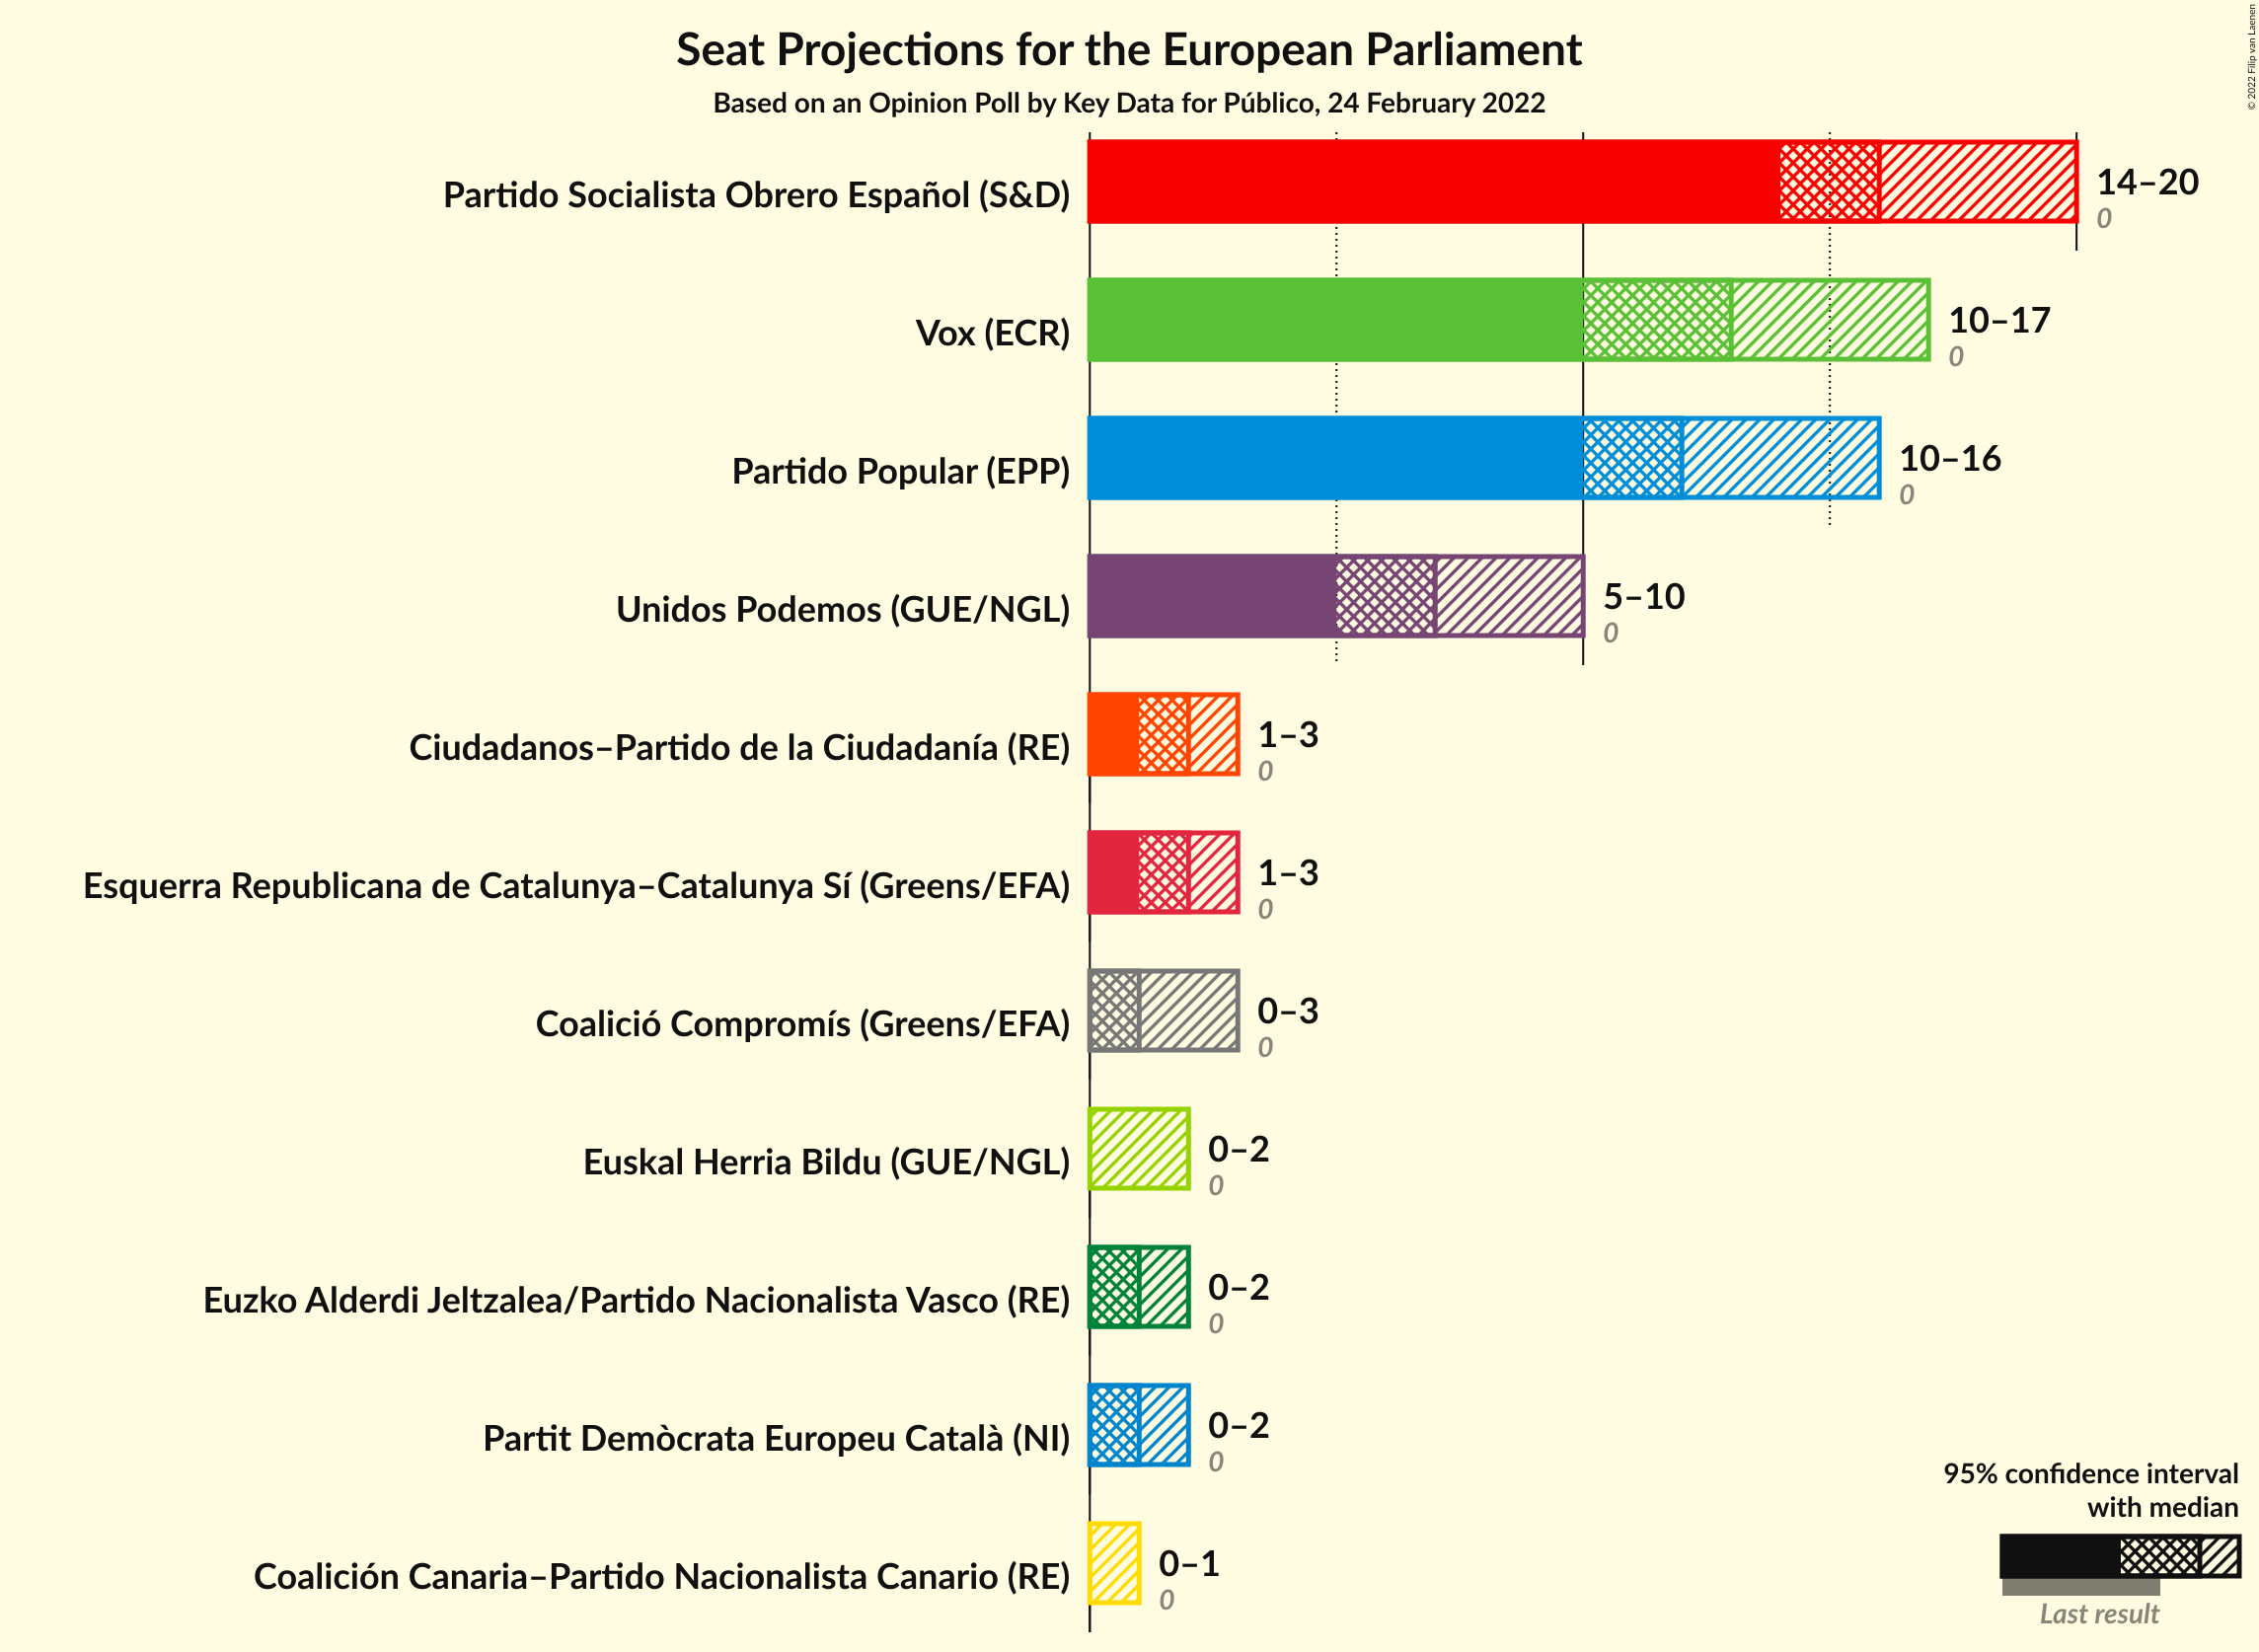 Seat Projections for the European Parliament
Based on an Opinion Poll by Key Data for Público, 24 February 2022
© 2022 Filip van Laenen
Partido Socialista Obrero Español (S&D)
14–20
0
Vox (ECR)
10–17
0
Partido Popular (EPP)
10–16
0
Unidos Podemos (GUE/NGL)
5–10
0
Ciudadanos–Partido de la Ciudadanía (RE)
1–3
0
Esquerra Republicana de Catalunya–Catalunya Sí (Greens/EFA)
1–3
0
Coalició Compromís (Greens/EFA)
0–3
0
Euskal Herria Bildu (GUE/NGL)
0–2
0
Euzko Alderdi Jeltzalea/Partido Nacionalista Vasco (RE)
0–2
0
Partit Demòcrata Europeu Català (NI)
0–2
0
Coalición Canaria–Partido Nacionalista Canario (RE)
0–1
0
95% confidence interval
with median
Last result